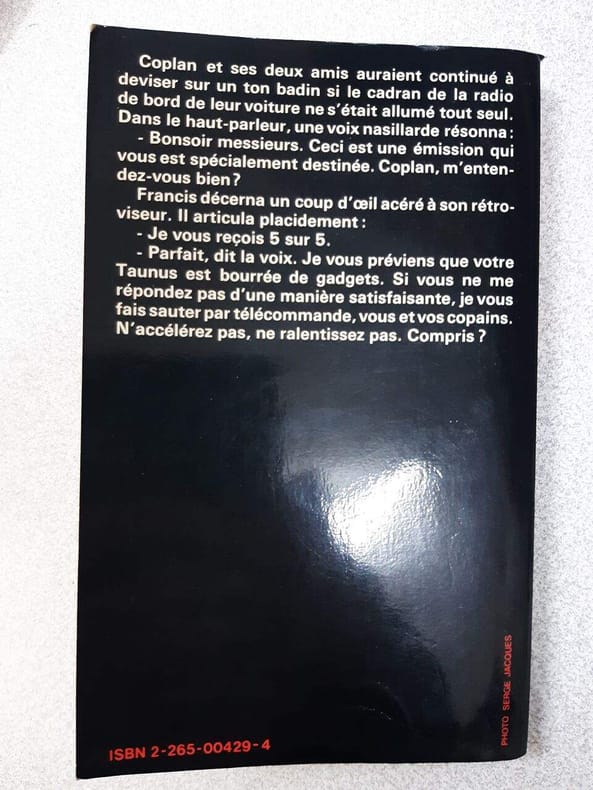 Coplan et ses deux amis auraient continué à
deviser sur un ton badin si le cadran de la radio
de bord de leur voiture ne s'était allumé tout seul.
Dans le haut-parleur, une voix nasillarde résonna :
- Bonsoir messieurs. Ceci est une émission qui
vous est spécialement destinée. Coplan, m'enten-
dez-vous bien ?
Francis décerna un coup d'œil acéré à son rétro-
viseur. Il articula placidement :
- Je vous reçois 5 sur 5.
- Parfait, dit la voix. Je vous préviens que votre
Taunus est bourrée de gadgets. Si vous ne me
répondez pas d'une manière satisfaisante, je vous
fais sauter par télécommande, vous et vos copains.
N'accélérez pas, ne ralentissez pas. Compris ?
PHOTO SERGE JACQUES
ISBN 2-265-00429-4